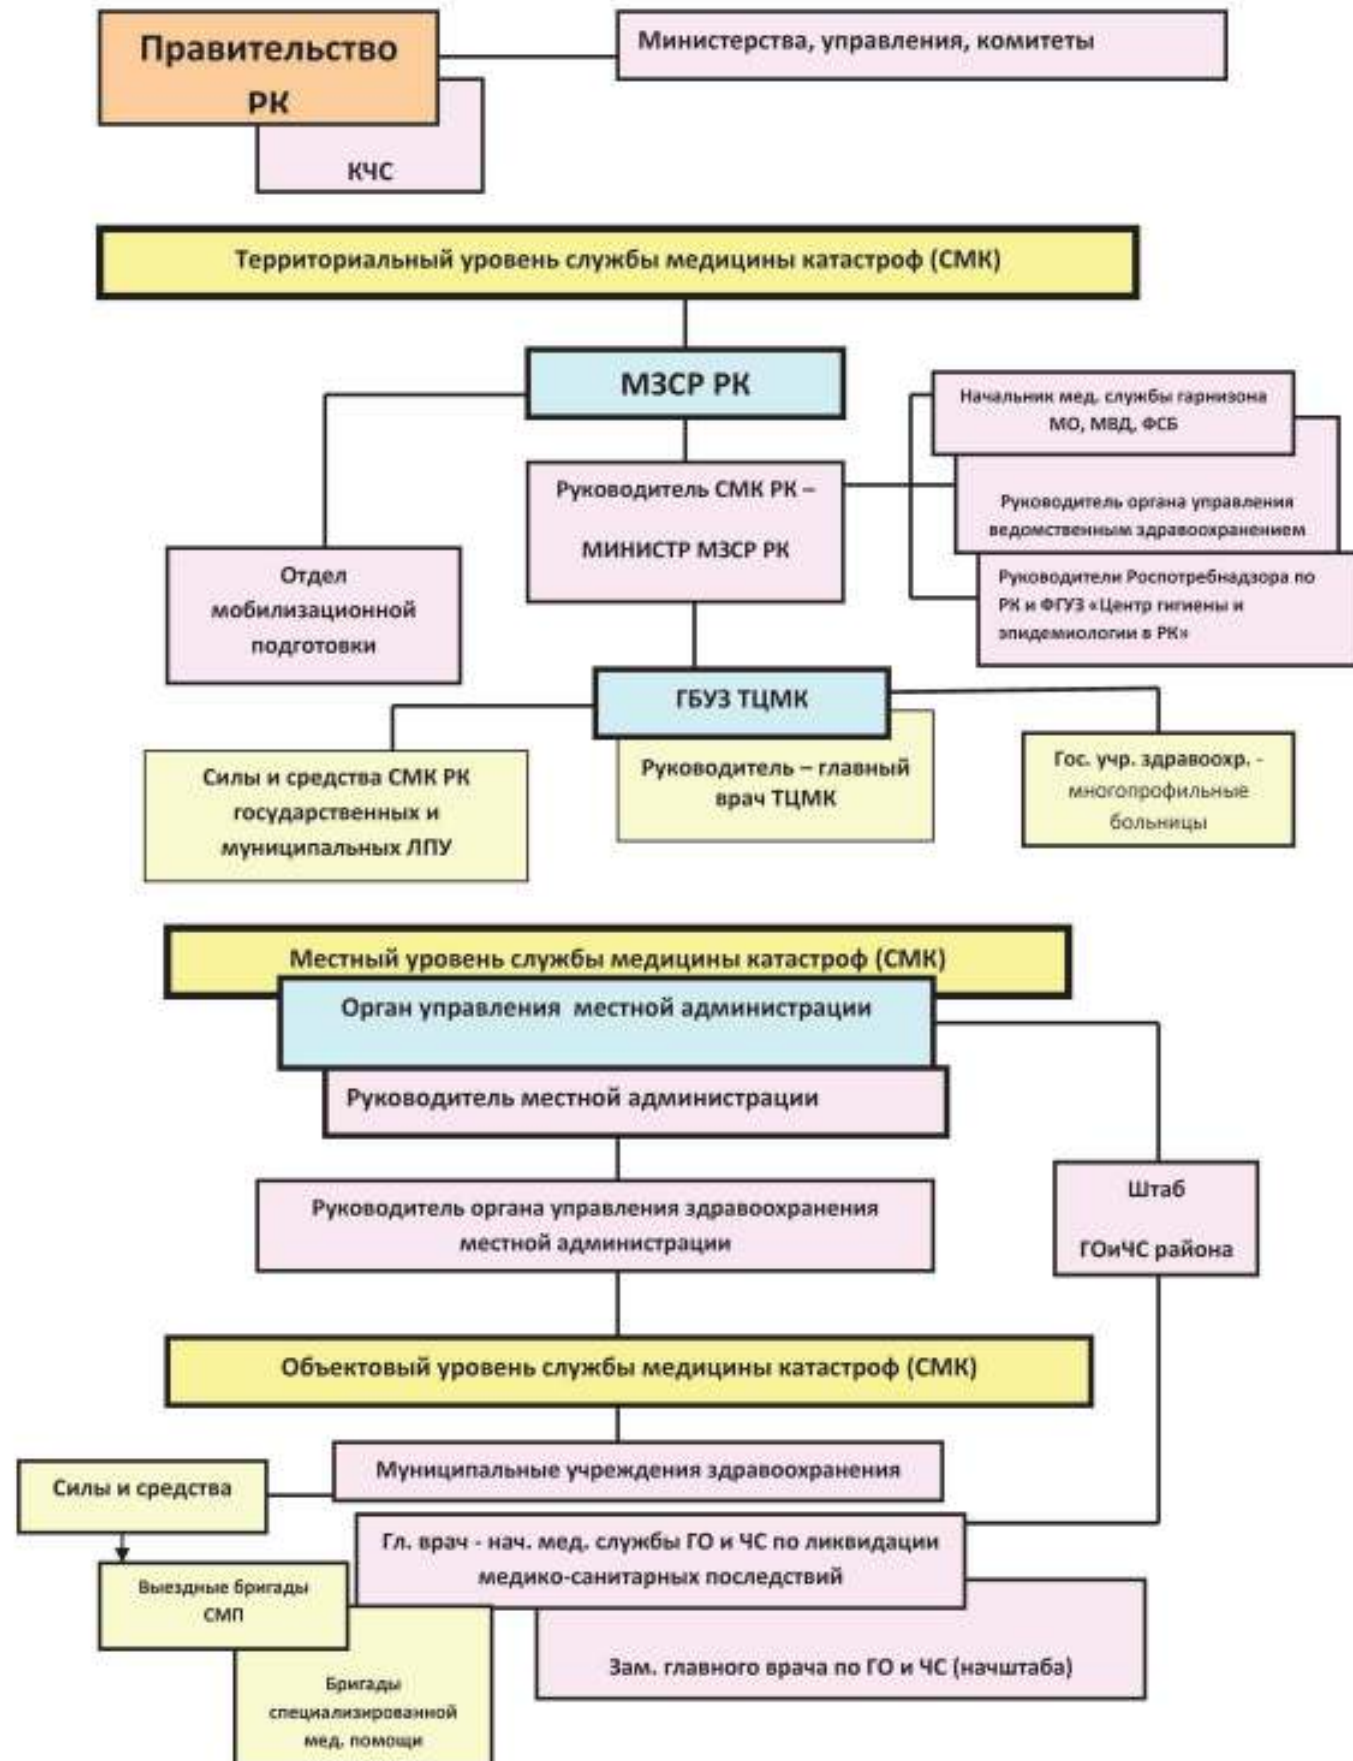 Правительство
РК
Министерства, управления, комитеты
КЧС
Территориальный уровень службы медицины катастроф (СМК)
МЗСР РК
Начальник мед. службы гарнизона
МО, МВД, ФСБ
Руководитель СМК РК –
МИНИСТР МЗСР РК
Руководитель органа управления
ведомственным здравоохранением
Отдел
мобилизационной
подготовки
Руководители Роспотребнадзора по
РК и ФГУЗ «Центр гигиены и
эпидемиологии в РК»
ГБУЗ ТЦМК
Силы и средства СМК РК
государственных и
муниципальных ЛПУ
Руководитель – главный
врач ТЦМК
Гос. учр. здравоохр. -
многопрофильные
больницы
Местный уровень службы медицины катастроф (СМК)
Орган управления местной администрации
Руководитель местной администрации
Руководитель органа управления здравоохранения
местной администрации
Штаб
ГОиЧС района
Объектовый уровень службы медицины катастроф (СМК)
Муниципальные учреждения здравоохранения
Силы и средства
Гл. врач - нач. мед. службы ГО и ЧС по ликвидации
медико-санитарных последствий
Выездные бригады
СМП
Зам. главного врача по ГО и ЧС (начштаба)
Бригады
специализированной
мед. помощи